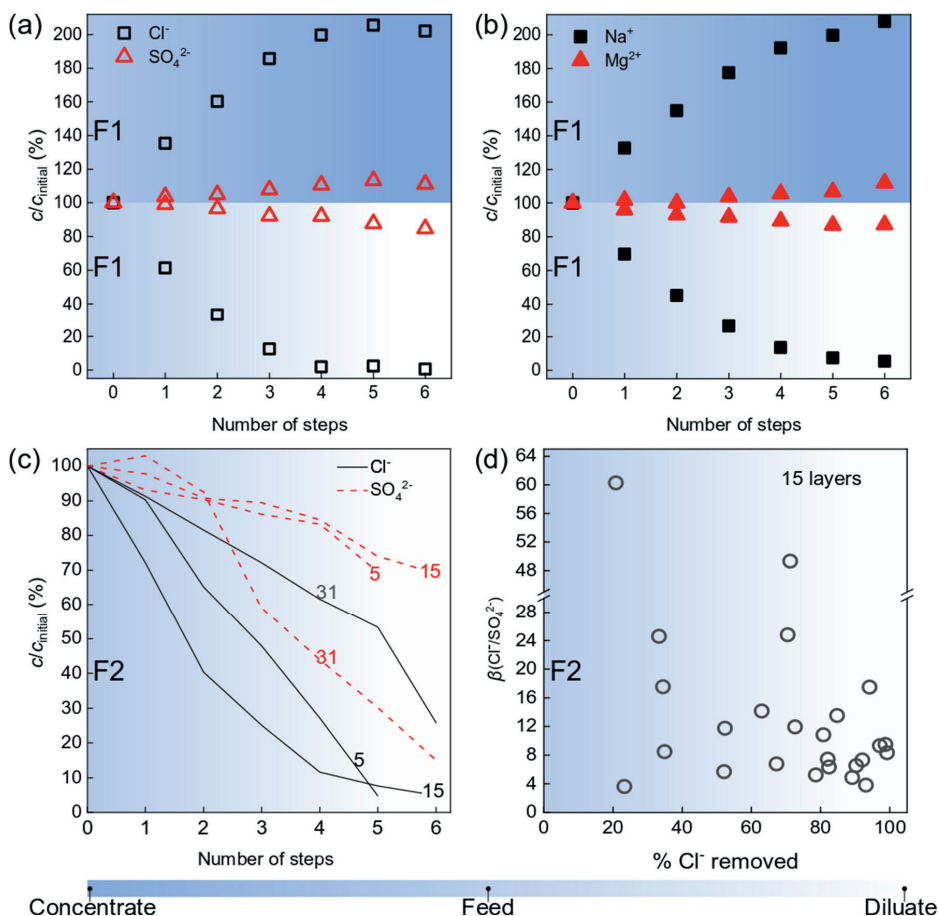 (a)
Cl⁻
SO₄²⁻
200
180
160
140
120
100
80
60
40
20
0
F1
F1
c/c_initial (%)
0 1 2 3 4 5 6
Number of steps
(b)
Na⁺
Mg²⁺
200
180
160
140
120
100
80
60
40
20
0
F1
F1
c/c_initial (%)
0 1 2 3 4 5 6
Number of steps
(c)
Cl⁻
SO₄²⁻
100
90
80
70
60
50
40
30
20
10
0
31
5
15
31
5
15
F2
c/c_initial (%)
0 1 2 3 4 5 6
Number of steps
(d)
15 layers
64
60
56
52
48
16
12
8
4
0
F2
β(Cl⁻/SO₄²⁻)
0 20 40 60 80 100
% Cl⁻ removed
Concentrate Feed Diluate